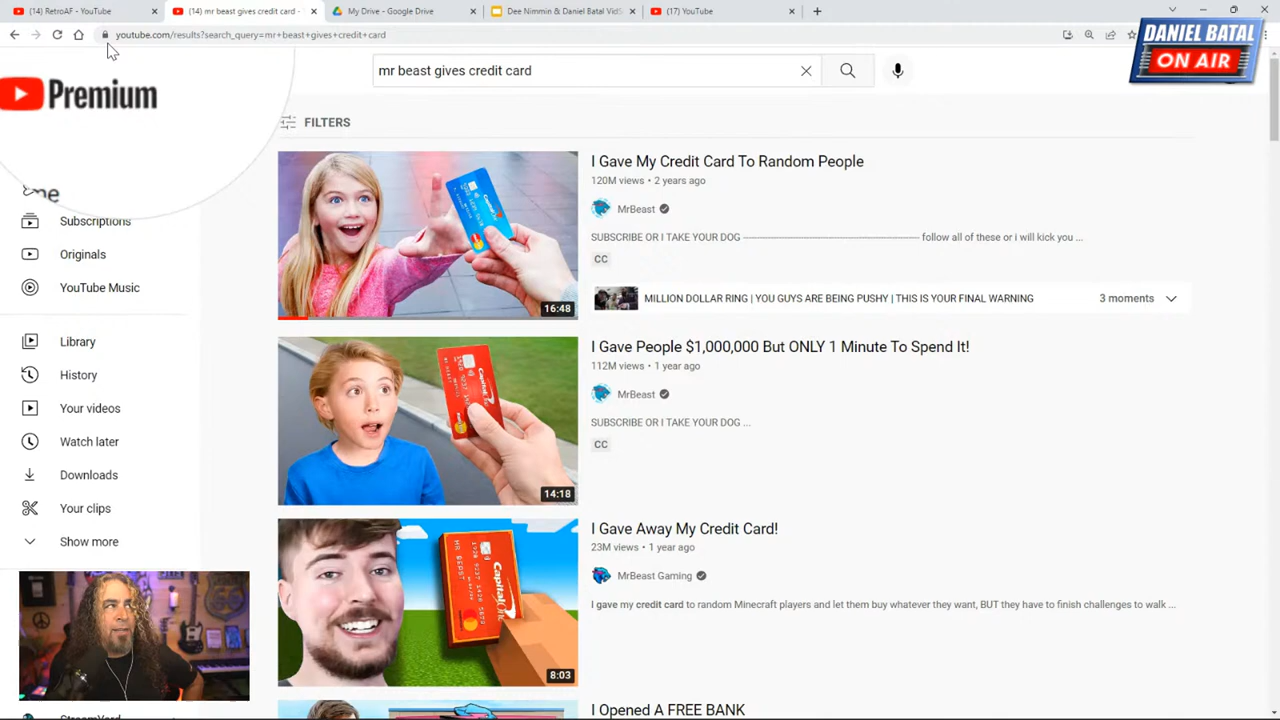 (14) RetroAF - YouTube
(14) mr beast gives credit card -
My Drive - Google Drive
Dee Nimmin & Daniel Batal VidS
(17) YouTube
youtube.com/results?search_query=mr+beast+gives+credit+card
DANIEL BATAL
ON AIR
Premium
mr beast gives credit card
FILTERS
me
Subscriptions
Originals
YouTube Music
Library
History
Your videos
Watch later
Downloads
Your clips
Show more
StreamYard
16:48
I Gave My Credit Card To Random People
120M views • 2 years ago
MrBeast
SUBSCRIBE OR I TAKE YOUR DOG ---------------------------------------------------------------- follow all of these or i will kick you ...
CC
MILLION DOLLAR RING | YOU GUYS ARE BEING PUSHY | THIS IS YOUR FINAL WARNING
3 moments
14:18
I Gave People $1,000,000 But ONLY 1 Minute To Spend It!
112M views • 1 year ago
MrBeast
SUBSCRIBE OR I TAKE YOUR DOG ...
CC
MR BEAST
Capital One
8:03
I Gave Away My Credit Card!
23M views • 1 year ago
MrBeast Gaming
I gave my credit card to random Minecraft players and let them buy whatever they want, BUT they have to finish challenges to walk ...
I Opened A FREE BANK